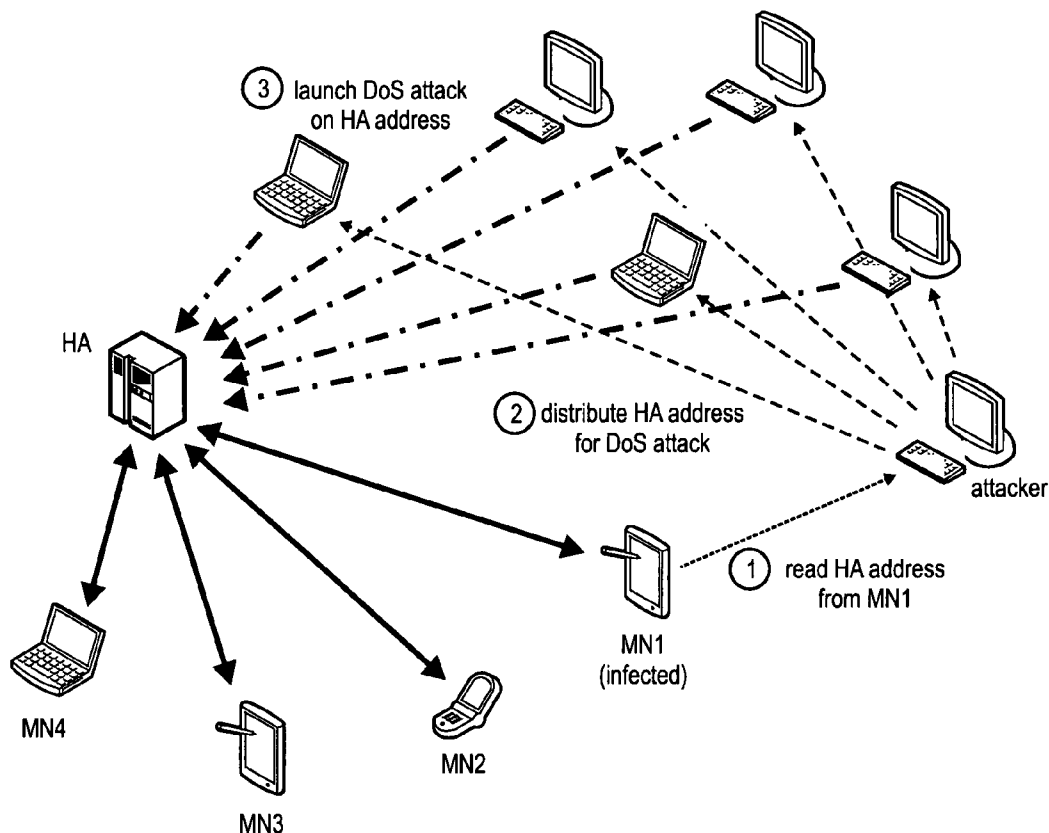 3 launch DoS attack
on HA address
HA
2 distribute HA address
for DoS attack
attacker
1 read HA address
from MN1
MN1
(infected)
MN4
MN2
MN3